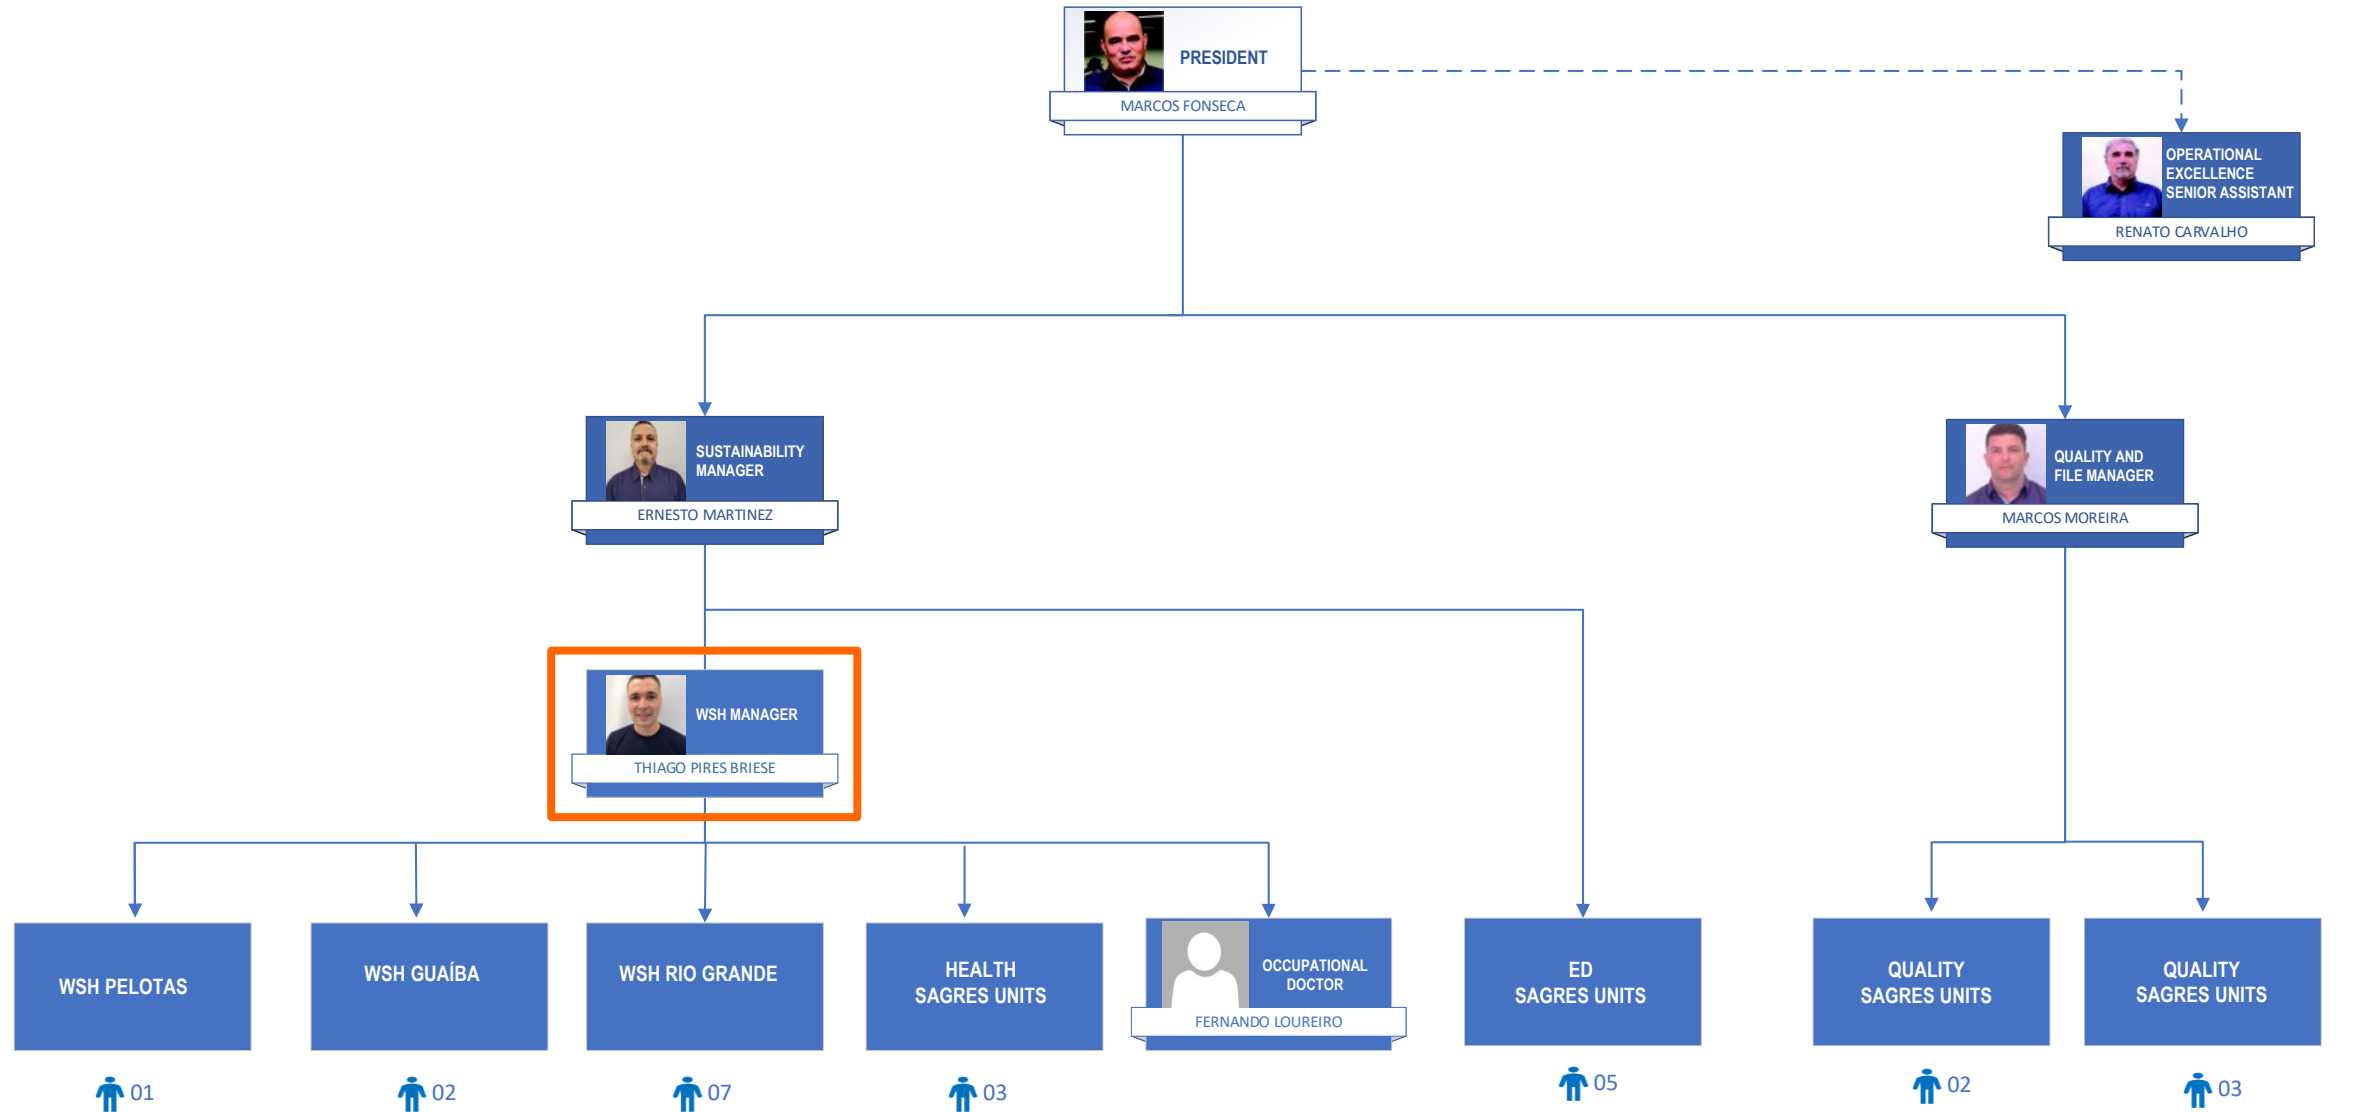 PRESIDENT
MARCOS FONSECA
OPERATIONAL
EXCELLENCE
SENIOR ASSISTANT
RENATO CARVALHO
SUSTAINABILITY
MANAGER
ERNESTO MARTINEZ
QUALITY AND
FILE MANAGER
MARCOS MOREIRA
WSH MANAGER
THIAGO PIRES BRIESE
WSH PELOTAS
01
WSH GUAÍBA
02
WSH RIO GRANDE
07
HEALTH
SAGRES UNITS
03
OCCUPATIONAL
DOCTOR
FERNANDO LOUREIRO
ED
SAGRES UNITS
05
QUALITY
SAGRES UNITS
02
QUALITY
SAGRES UNITS
03